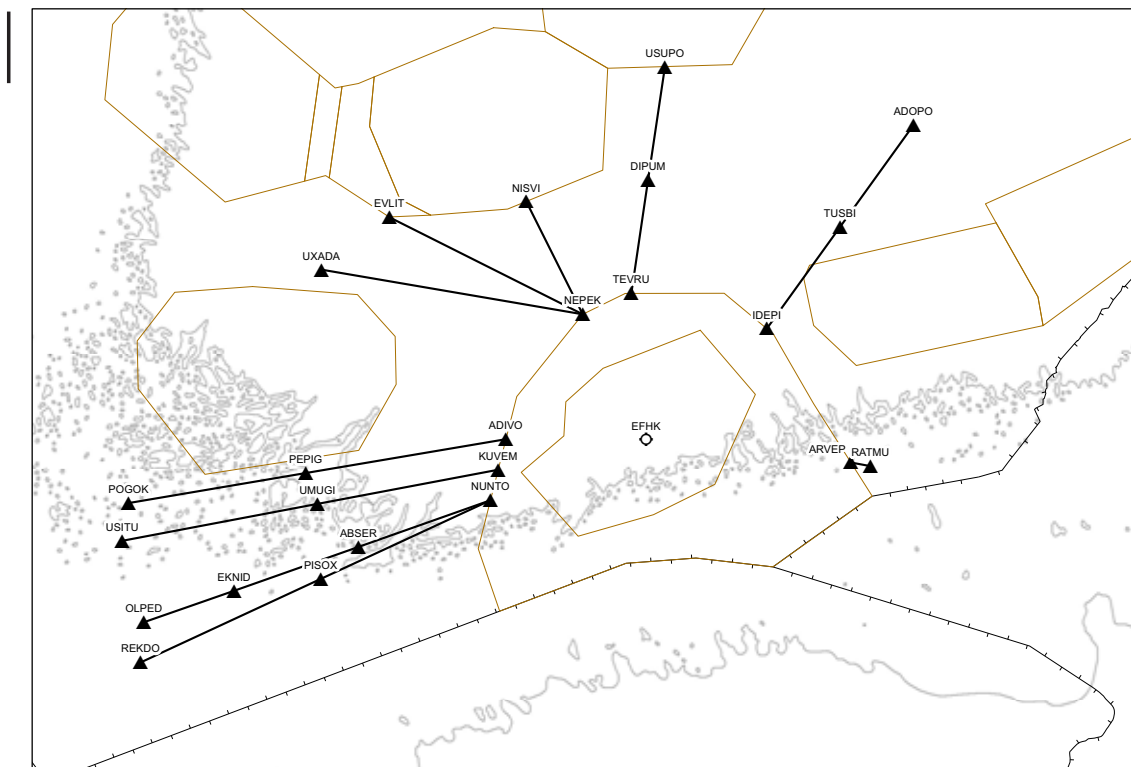 USUPO
ADOPO
DIPUM
NISVI
EVLIT
TUSBI
UXADA
TEVRU
NEPEK
IDEPI
ADIVO
EFHK
ARVEP
RATMU
PEPIG
KUVEM
POGOK
UMUGI
NUNTO
USITU
ABSER
PISOX
EKNID
OLPED
REKDO